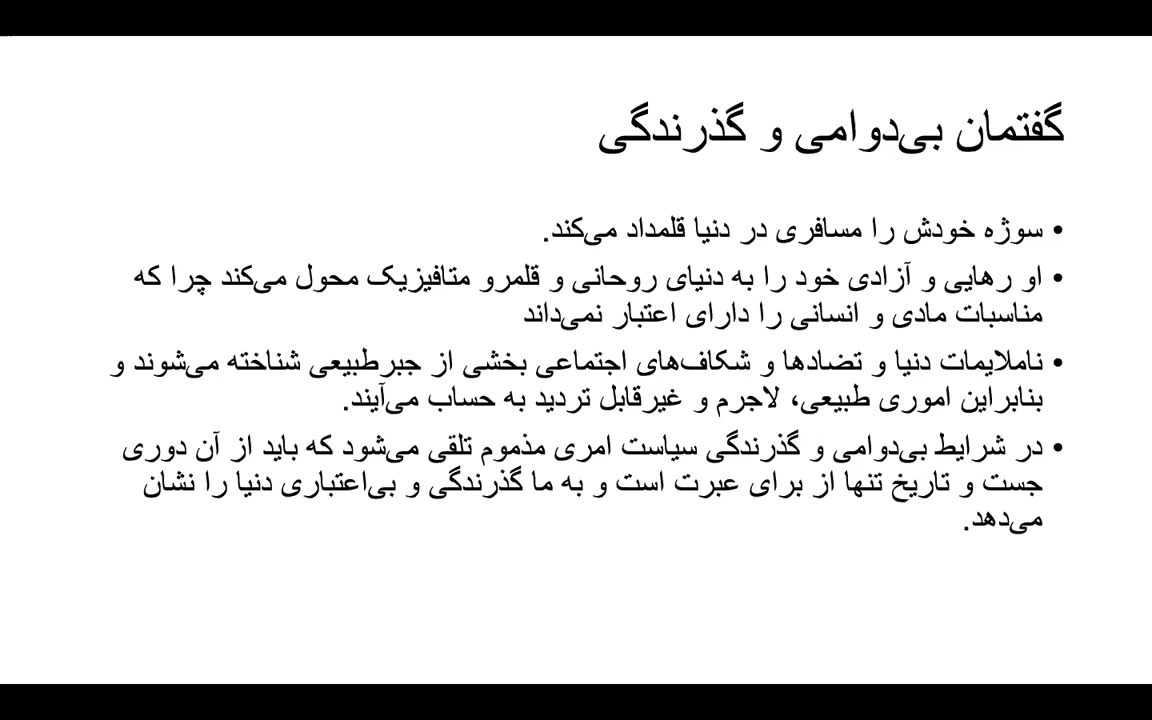 گفتمان بی‌دوامی و گذرندگی
• سوژه خودش را مسافری در دنیا قلمداد می‌کند.
• او رهایی و آزادی خود را به دنیای روحانی و قلمرو متافیزیک محول می‌کند چرا که
مناسبات مادی و انسانی را دارای اعتبار نمی‌داند
• ناملایمات دنیا و تضادها و شکاف‌های اجتماعی بخشی از جبرطبیعی شناخته می‌شوند و
بنابراین اموری طبیعی، لاجرم و غیرقابل تردید به حساب می‌آیند.
• در شرایط بی‌دوامی و گذرندگی سیاست امری مذموم تلقی می‌شود که باید از آن دوری
جست و تاریخ تنها از برای عبرت است و به ما گذرندگی و بی‌اعتباری دنیا را نشان
می‌دهد.